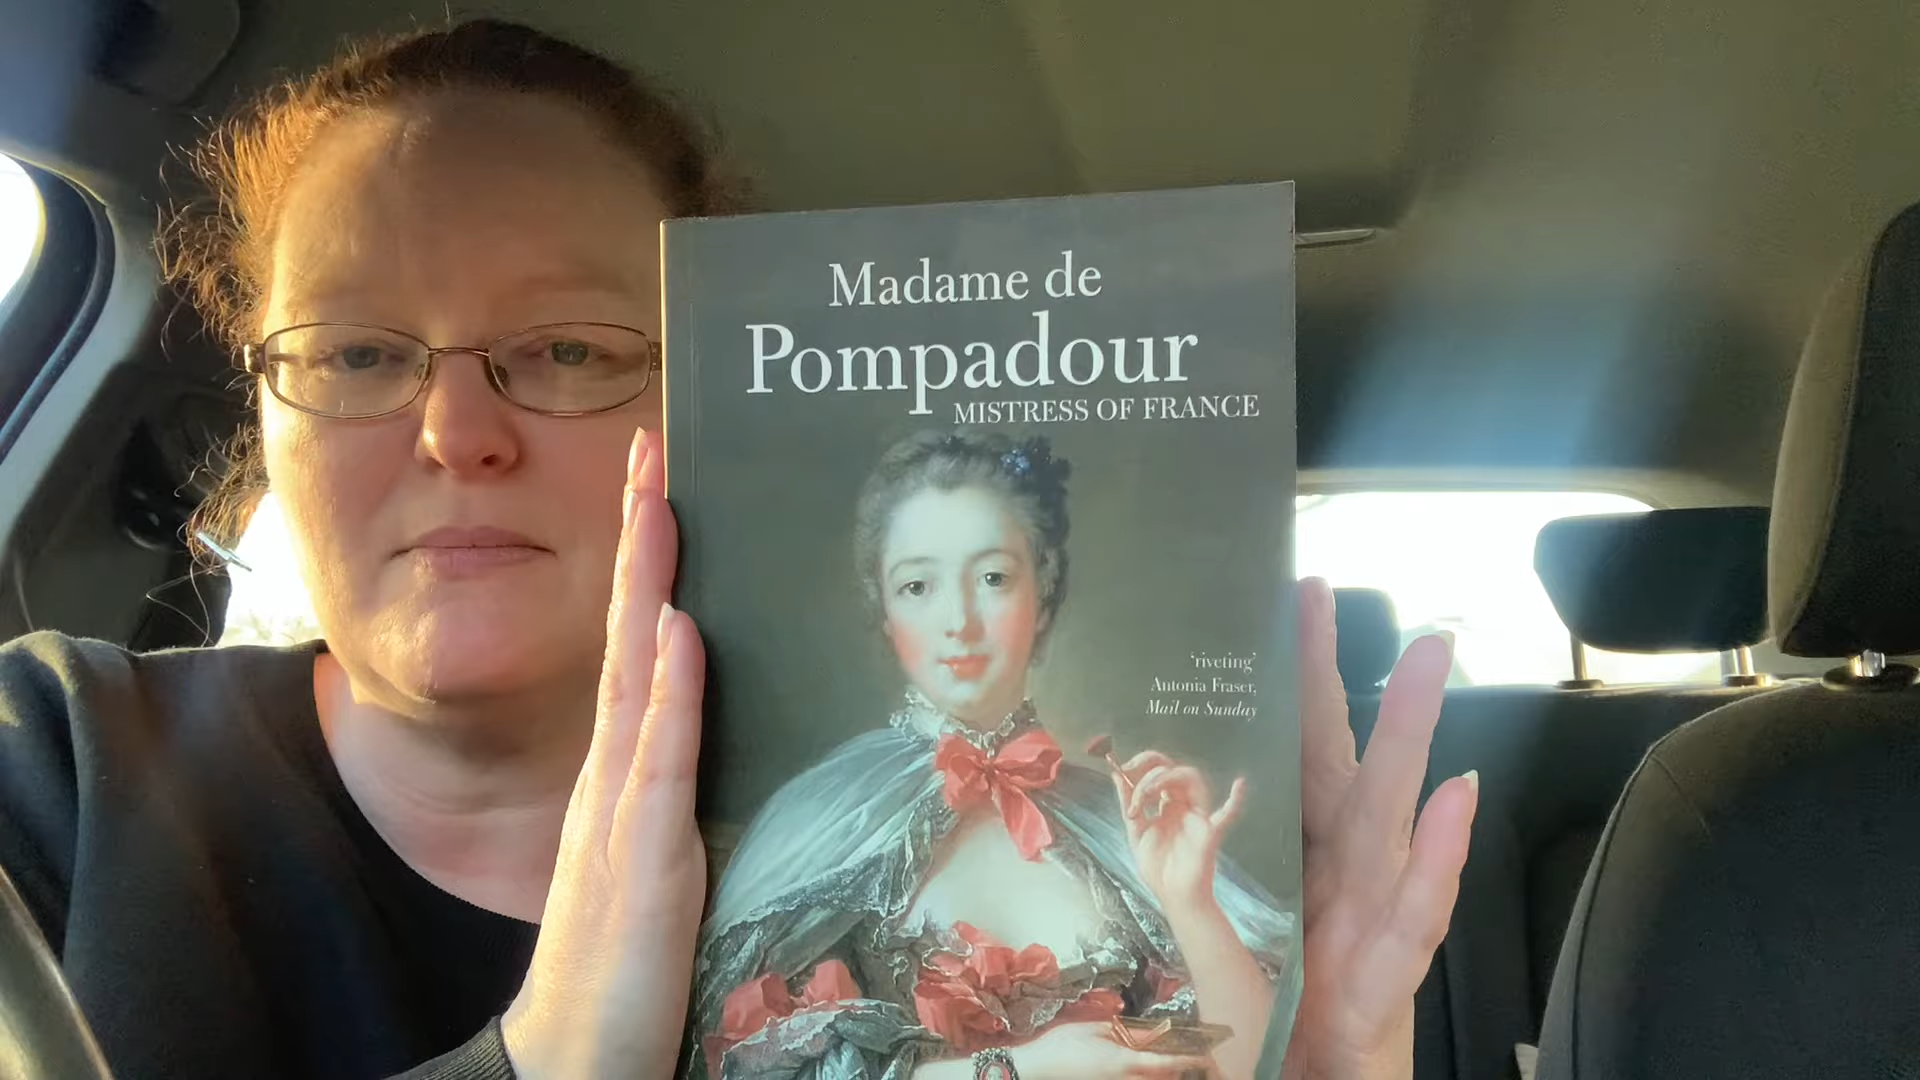 Madame de
Pompadour
MISTRESS OF FRANCE
‘riveting’
Antonia Fraser,
Mail on Sunday